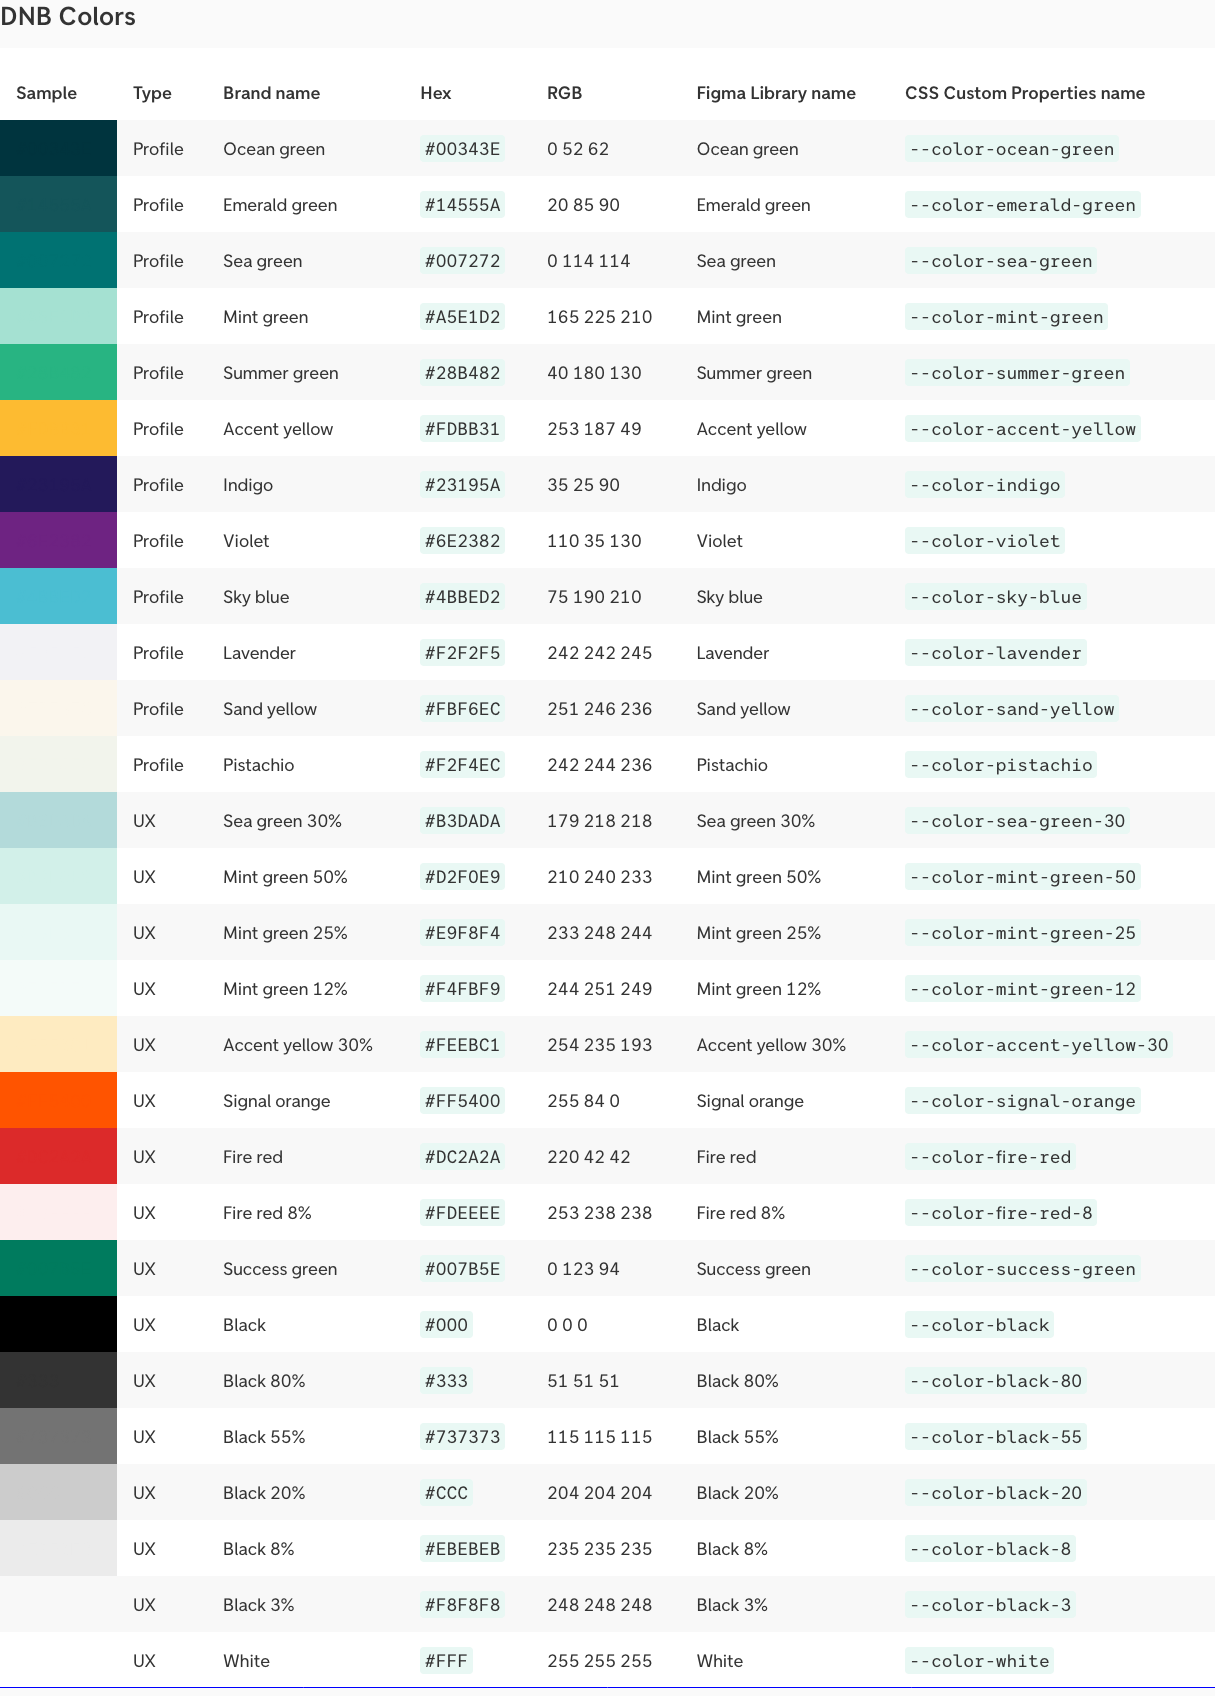 DNB Colors
Sample Type Brand name Hex RGB Figma Library name CSS Custom Properties name
Profile Ocean green #00343E 0 52 62 Ocean green --color-ocean-green
Profile Emerald green #14555A 20 85 90 Emerald green --color-emerald-green
Profile Sea green #007272 0 114 114 Sea green --color-sea-green
Profile Mint green #A5E1D2 165 225 210 Mint green --color-mint-green
Profile Summer green #28B482 40 180 130 Summer green --color-summer-green
Profile Accent yellow #FDBB31 253 187 49 Accent yellow --color-accent-yellow
Profile Indigo #23195A 35 25 90 Indigo --color-indigo
Profile Violet #6E2382 110 35 130 Violet --color-violet
Profile Sky blue #4BBED2 75 190 210 Sky blue --color-sky-blue
Profile Lavender #F2F2F5 242 242 245 Lavender --color-lavender
Profile Sand yellow #FBF6EC 251 246 236 Sand yellow --color-sand-yellow
Profile Pistachio #F2F4EC 242 244 236 Pistachio --color-pistachio
UX Sea green 30% #B3DADA 179 218 218 Sea green 30% --color-sea-green-30
UX Mint green 50% #D2F0E9 210 240 233 Mint green 50% --color-mint-green-50
UX Mint green 25% #E9F8F4 233 248 244 Mint green 25% --color-mint-green-25
UX Mint green 12% #F4FBF9 244 251 249 Mint green 12% --color-mint-green-12
UX Accent yellow 30% #FEEBC1 254 235 193 Accent yellow 30% --color-accent-yellow-30
UX Signal orange #FF5400 255 84 0 Signal orange --color-signal-orange
UX Fire red #DC2A2A 220 42 42 Fire red --color-fire-red
UX Fire red 8% #FDEEEE 253 238 238 Fire red 8% --color-fire-red-8
UX Success green #007B5E 0 123 94 Success green --color-success-green
UX Black #000 0 0 0 Black --color-black
UX Black 80% #333 51 51 51 Black 80% --color-black-80
UX Black 55% #737373 115 115 115 Black 55% --color-black-55
UX Black 20% #CCC 204 204 204 Black 20% --color-black-20
UX Black 8% #EBEBEB 235 235 235 Black 8% --color-black-8
UX Black 3% #F8F8F8 248 248 248 Black 3% --color-black-3
UX White #FFF 255 255 255 White --color-white